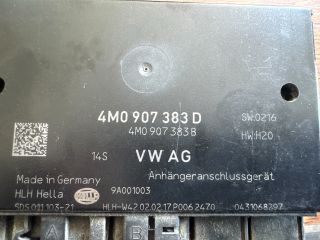 4M0 907 383 D SW:0216
4M0 907 383 B HW:H20
14S VW AG
Anhängeranschlussgerät
Made in Germany
HLH Hella HELLA 9A001003
5DS 011 103-21 HLH-W42 02.02.17 P006 2470 0431068397
A B